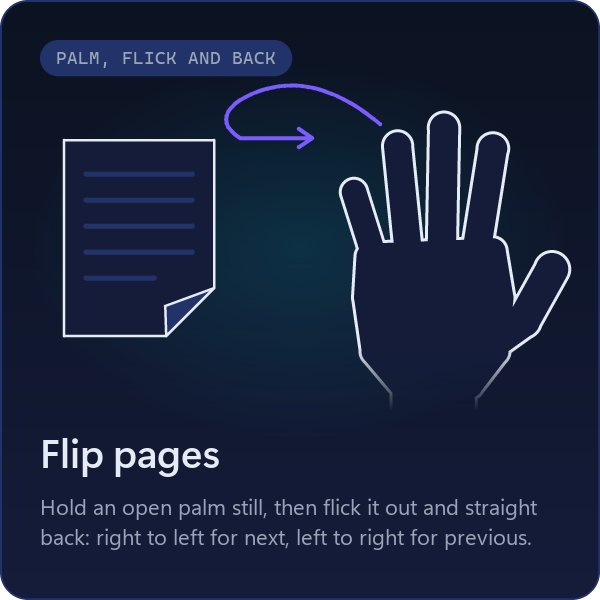 PALM, FLICK AND BACK
Flip pages
Hold an open palm still, then flick it out and straight
back: right to left for next, left to right for previous.